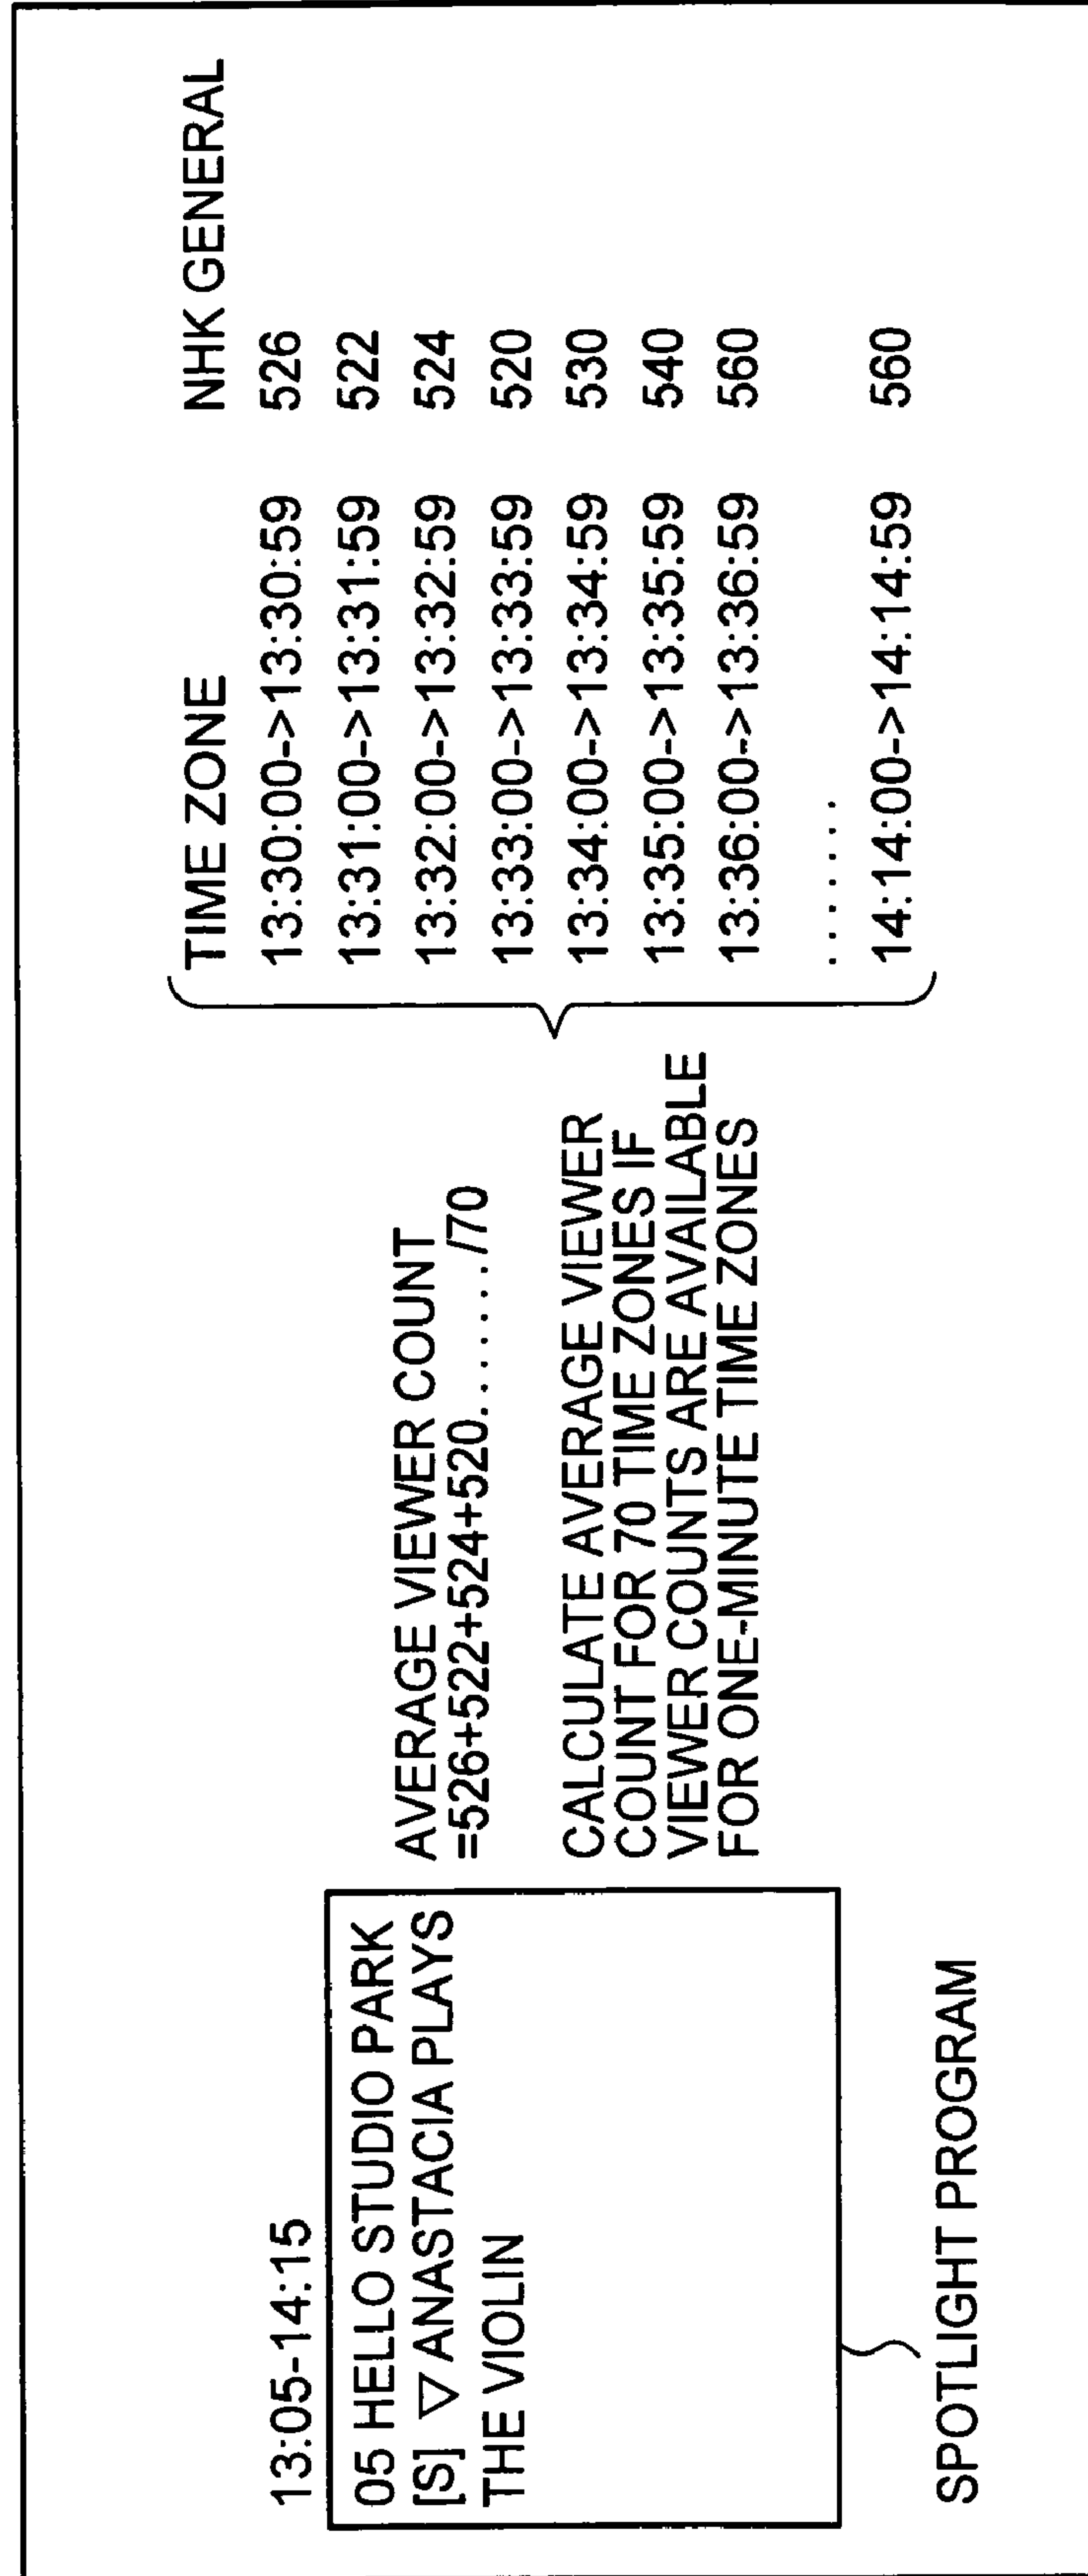 13:05-14:15
05 HELLO STUDIO PARK
[S] ▽ ANASTACIA PLAYS
THE VIOLIN
SPOTLIGHT PROGRAM
AVERAGE VIEWER COUNT
=526+522+524+520......./70
CALCULATE AVERAGE VIEWER
COUNT FOR 70 TIME ZONES IF
VIEWER COUNTS ARE AVAILABLE
FOR ONE-MINUTE TIME ZONES
TIME ZONE NHK GENERAL
13:30:00->13:30:59 526
13:31:00->13:31:59 522
13:32:00->13:32:59 524
13:33:00->13:33:59 520
13:34:00->13:34:59 530
13:35:00->13:35:59 540
13:36:00->13:36:59 560
.......
14:14:00->14:14:59 560